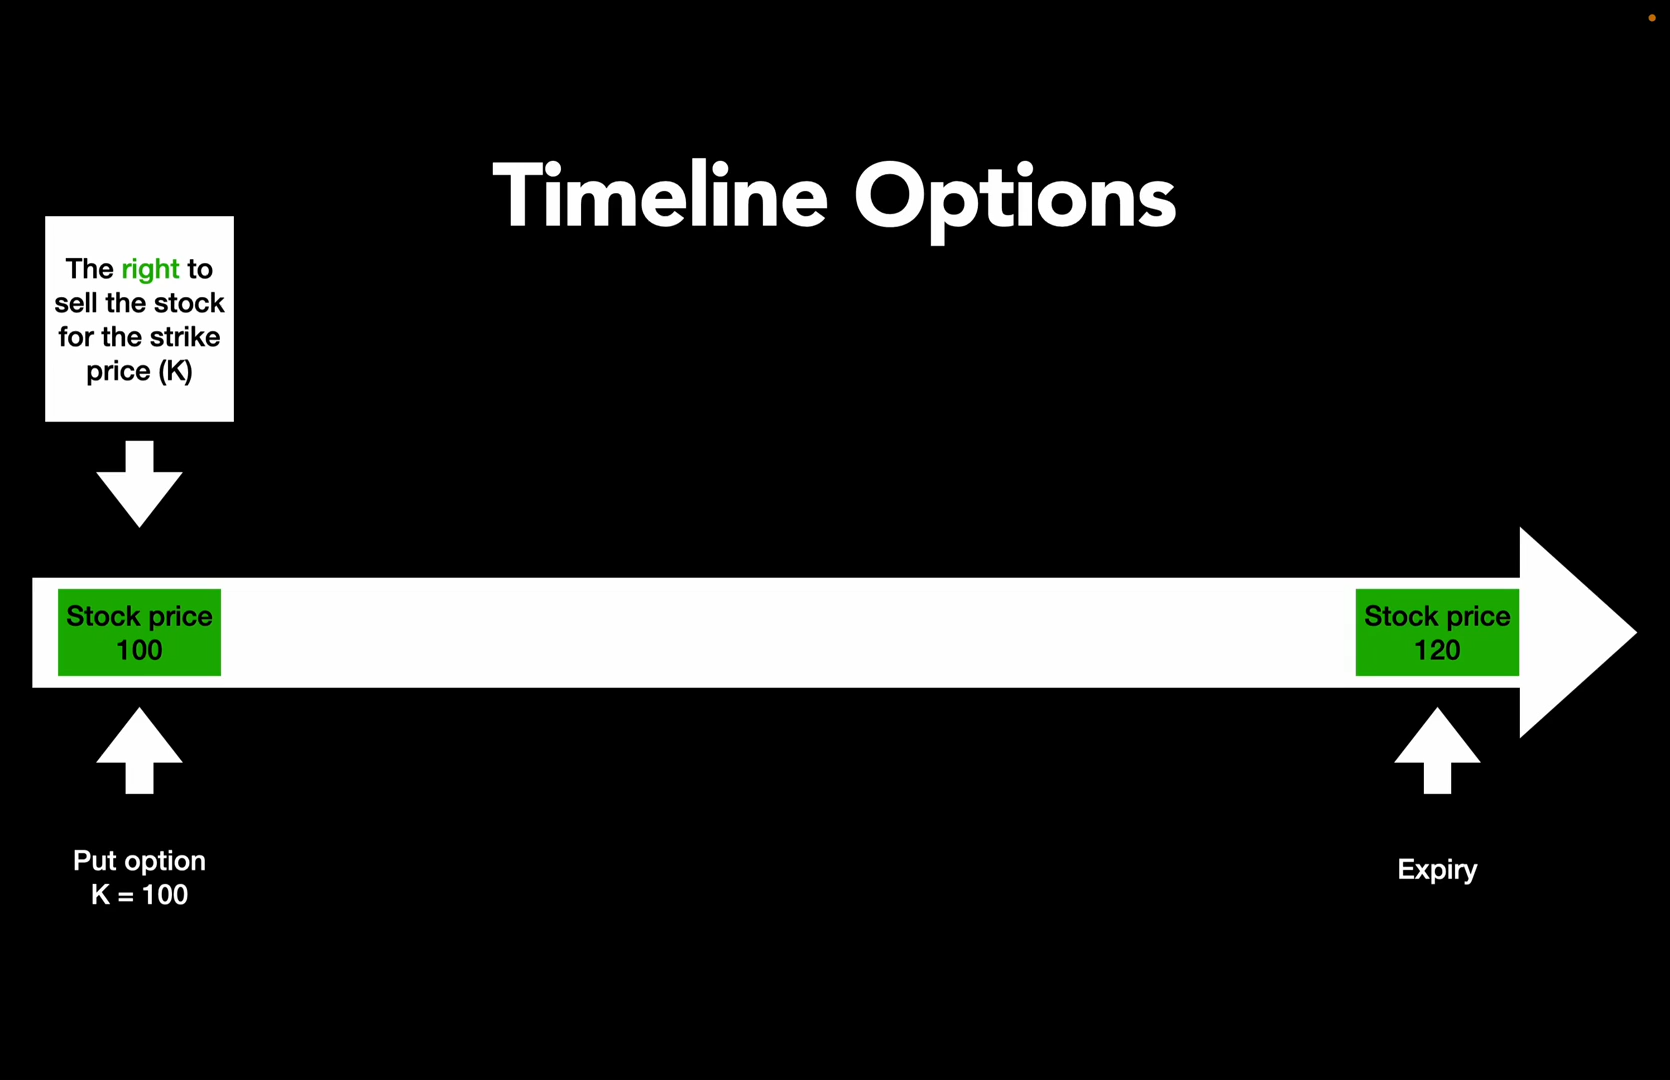 Timeline Options
The right to
sell the stock
for the strike
price (K)
Stock price
100
Stock price
120
Put option
K = 100
Expiry